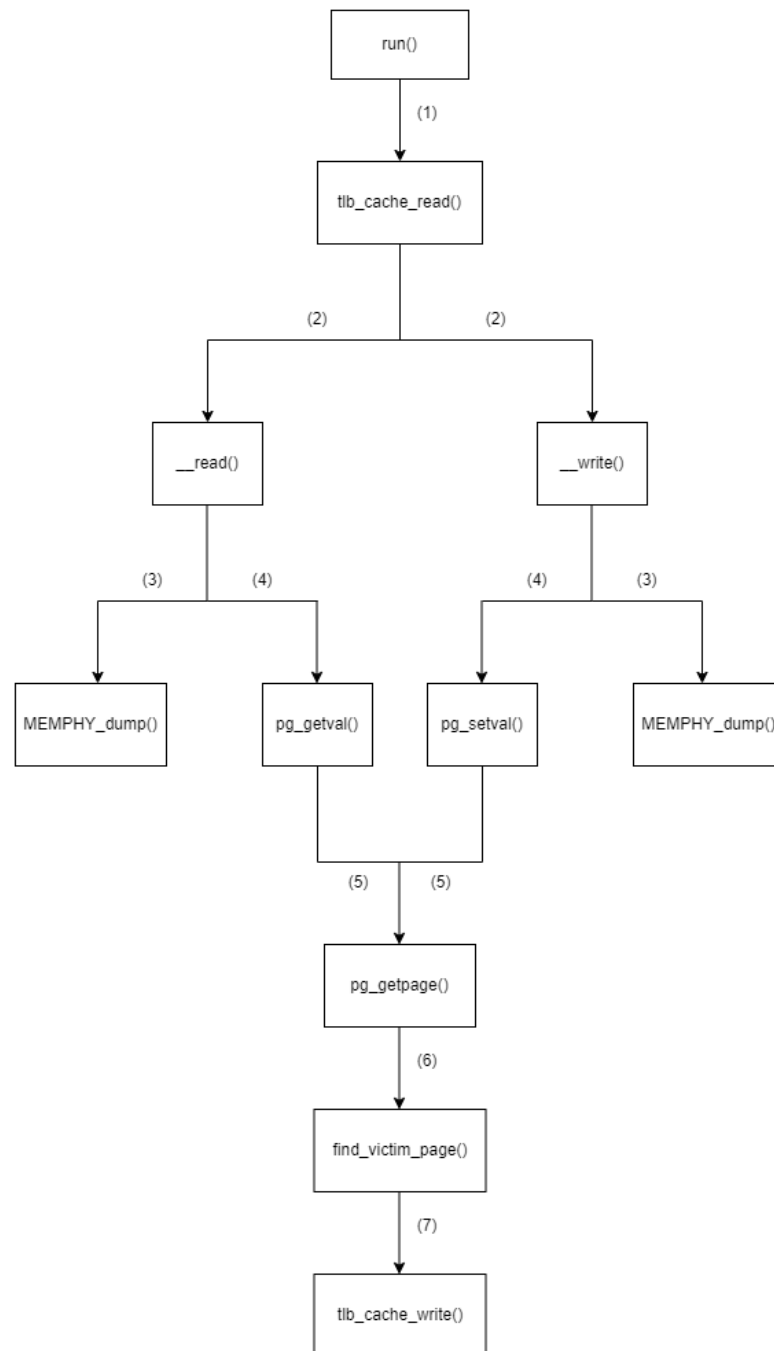 run()
(1)
tlb_cache_read()
(2)
(2)
__read()
__write()
(3)
(4)
(4)
(3)
MEMPHY_dump()
pg_getval()
pg_setval()
MEMPHY_dump()
(5)
(5)
pg_getpage()
(6)
find_victim_page()
(7)
tlb_cache_write()